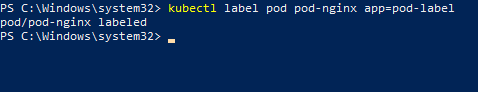 PS C:\Windows\system32> kubectl label pod pod-nginx app=pod-label
pod/pod-nginx labeled
PS C:\Windows\system32>